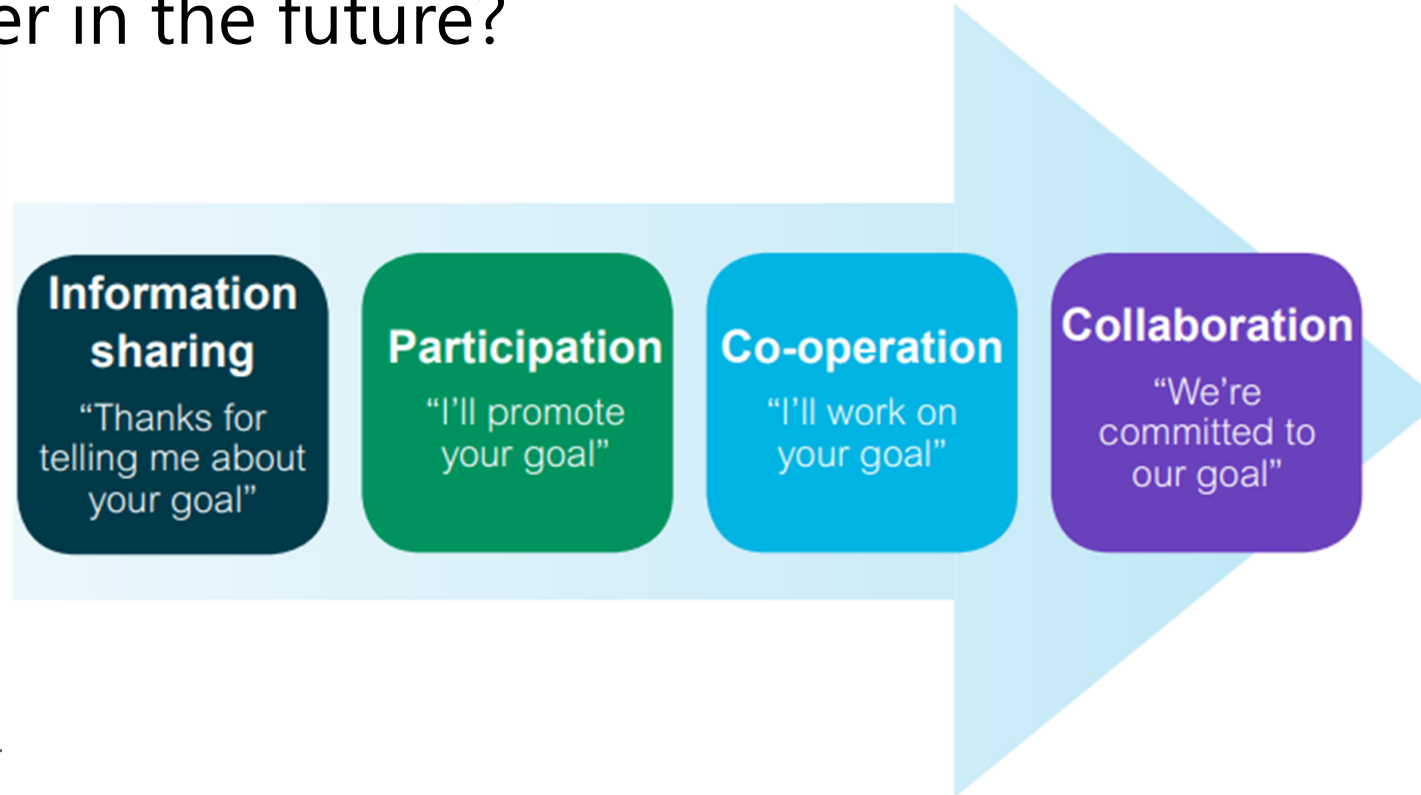 er in the future?
Information
sharing
“Thanks for
telling me about
your goal”
Participation
“I’ll promote
your goal”
Co-operation
“I’ll work on
your goal”
Collaboration
“We’re
committed to
our goal”